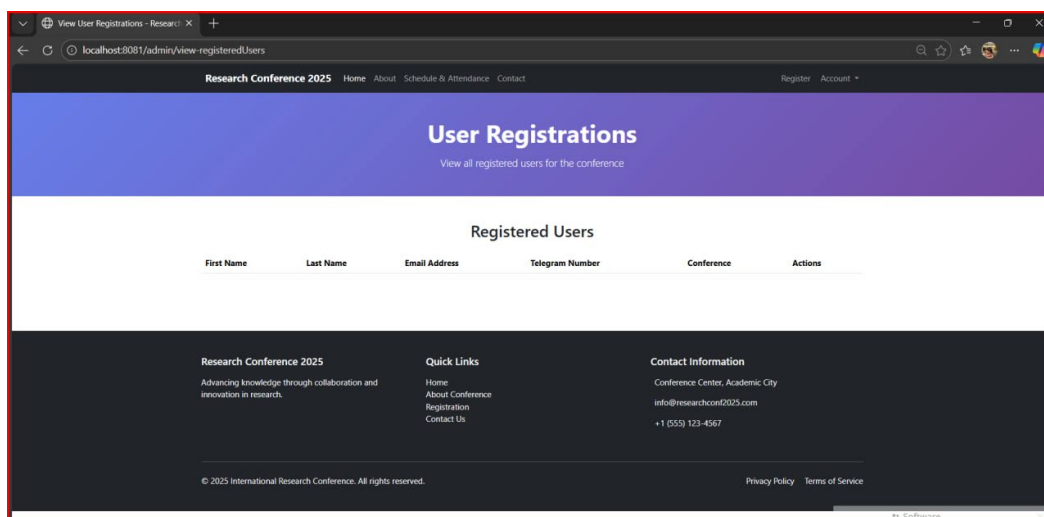 View User Registrations - Research
localhost:8081/admin/view-registeredUsers
Research Conference 2025 Home About Schedule & Attendance Contact Register Account
User Registrations
View all registered users for the conference
Registered Users
First Name Last Name Email Address Telegram Number Conference Actions
Research Conference 2025 Quick Links Contact Information
Advancing knowledge through collaboration and
innovation in research.
Home
About Conference
Registration
Contact Us
Conference Center, Academic City
info@researchconf2025.com
+1 (555) 123-4567
© 2025 International Research Conference. All rights reserved. Privacy Policy Terms of Service
Software